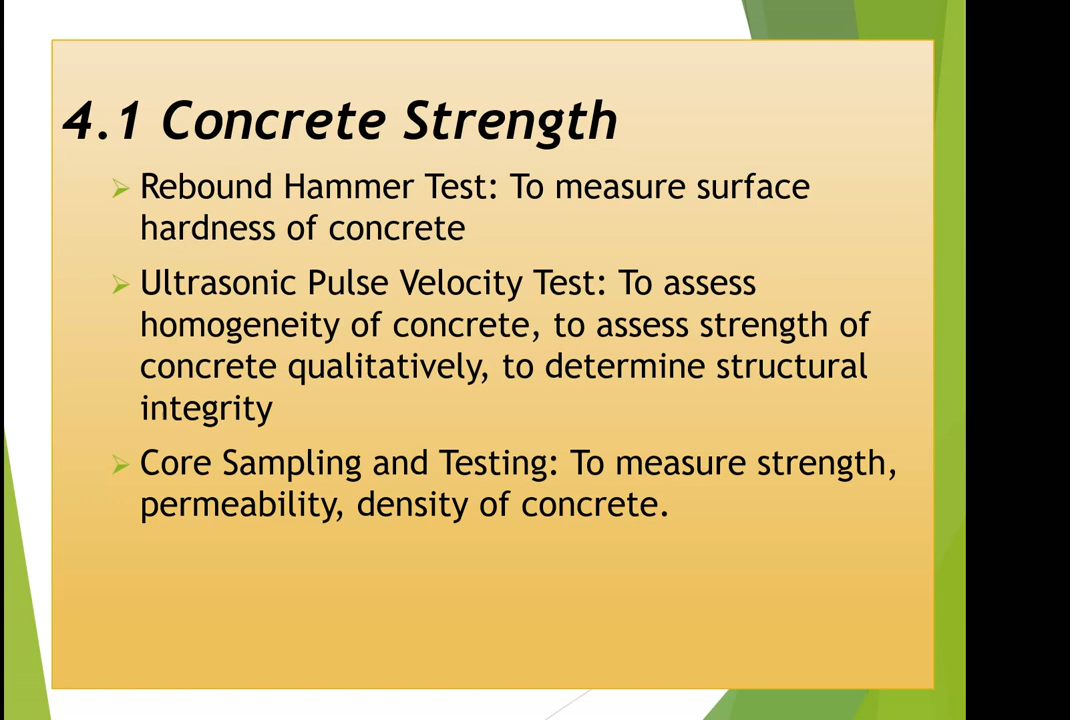 4.1 Concrete Strength
Rebound Hammer Test: To measure surface
hardness of concrete
Ultrasonic Pulse Velocity Test: To assess
homogeneity of concrete, to assess strength of
concrete qualitatively, to determine structural
integrity
Core Sampling and Testing: To measure strength,
permeability, density of concrete.